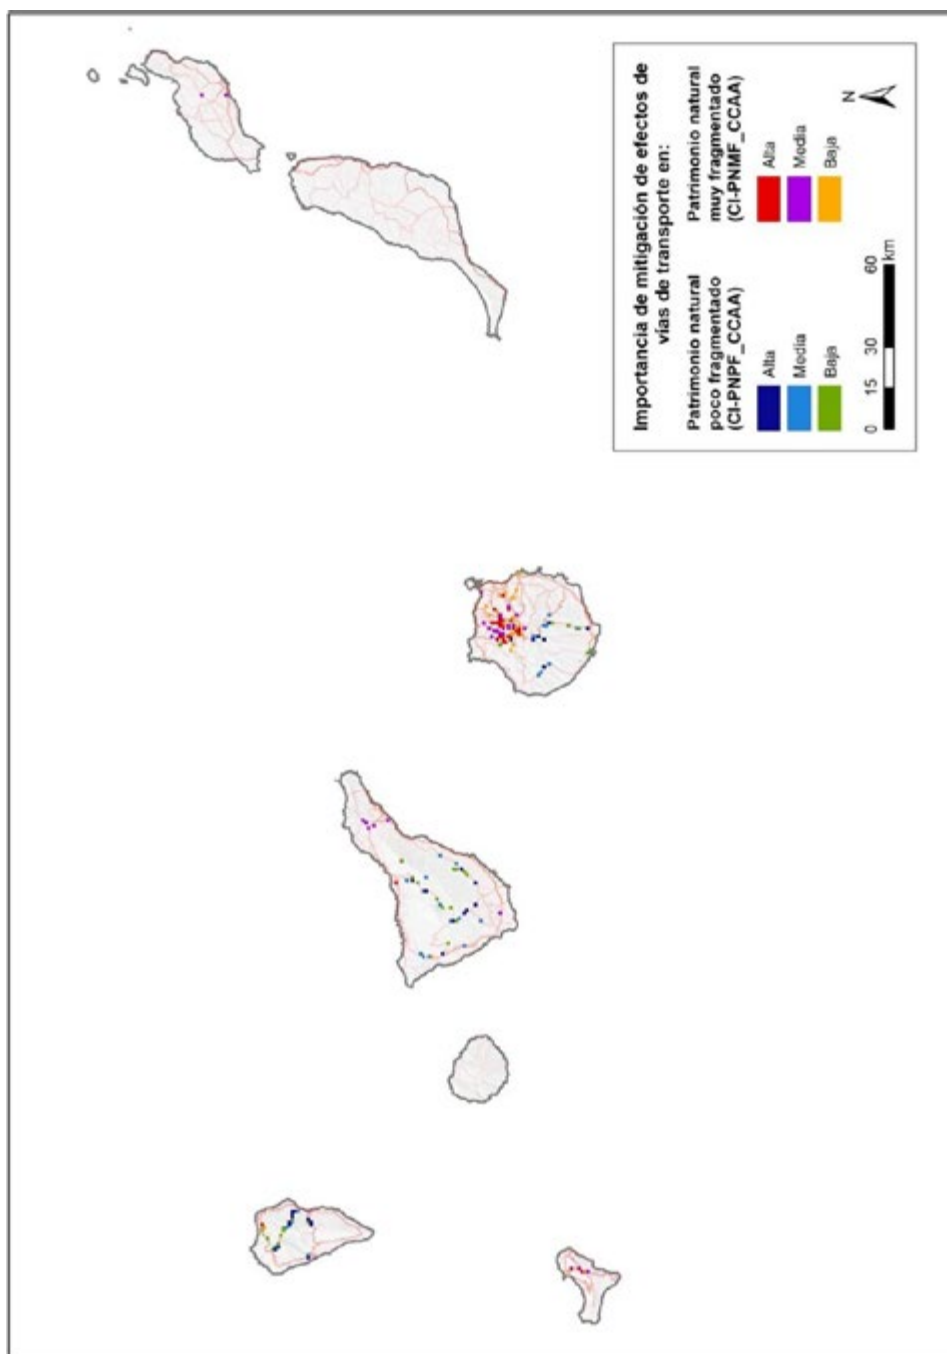 Importancia de mitigación de efectos de
vías de transporte en:
Patrimonio natural
poco fragmentado
(CI-PNPF_CCAA)
Alta
Media
Baja
Patrimonio natural
muy fragmentado
(CI-PNMF_CCAA)
Alta
Media
Baja
0 15 30 60
km
N